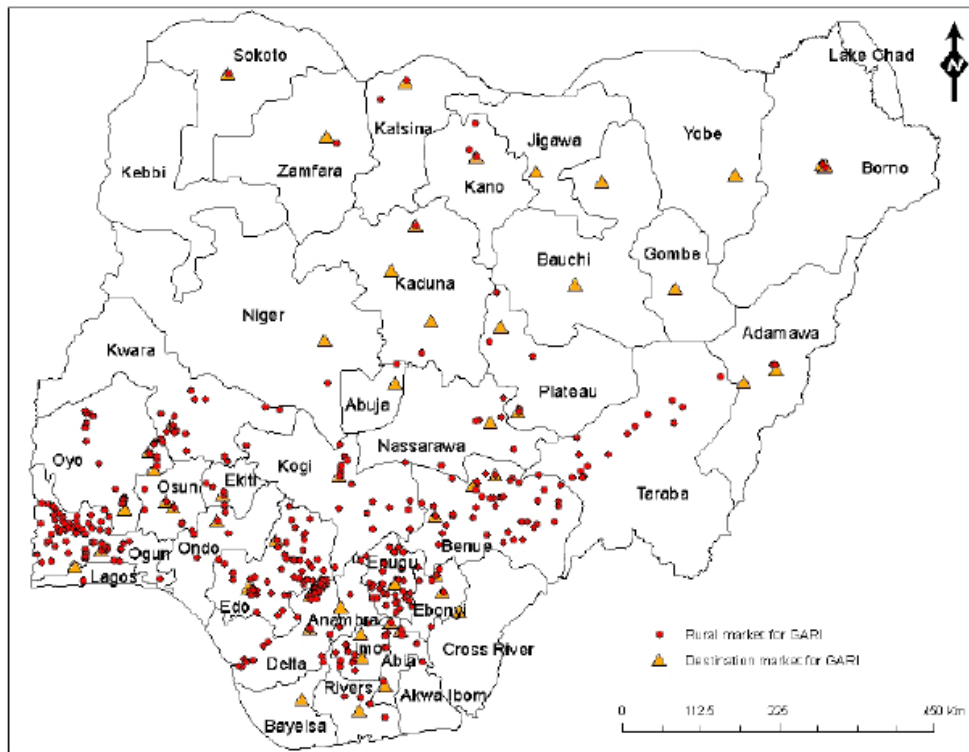 Sokoto
Lake Chad
N
Katsina
Yobe
Jigawa
Kebbi
Zamfara
Kano
Borno
Bauchi
Gombe
Kaduna
Niger
Adamawa
Kwara
Abuja
Plateau
Nassarawa
Oyo
Kogi
Ekiti
Osun
Taraba
Benue
Ogun
Ondo
Enugu
Lagos
Edo
Ebonyi
Anambra
Imo
Abia
Cross River
Delta
Rivers
Akwa Ibom
Bayelsa
Rural market for GARI
Destination market for GARI
0 112.5 225 450 Km